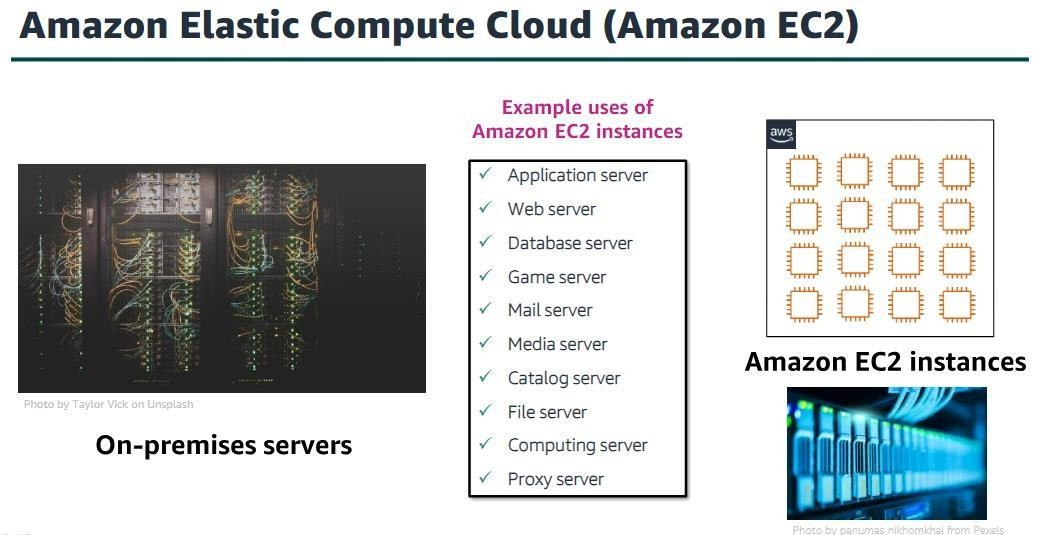 Amazon Elastic Compute Cloud (Amazon EC2)
Photo by Taylor Vick on Unsplash
On-premises servers
Example uses of
Amazon EC2 instances
✓ Application server
✓ Web server
✓ Database server
✓ Game server
✓ Mail server
✓ Media server
✓ Catalog server
✓ File server
✓ Computing server
✓ Proxy server
aws
Amazon EC2 instances
Photo by panumas nikhomkhai from Pexels